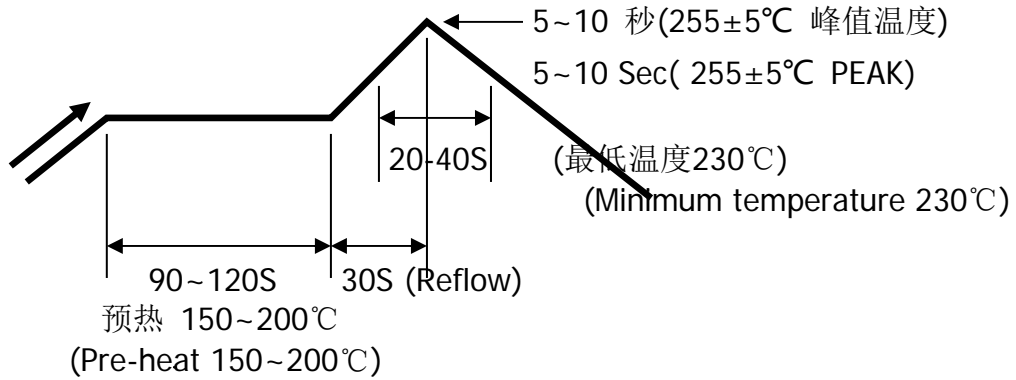 5~10 秒(255±5℃ 峰值温度)
5~10 Sec( 255±5℃ PEAK)
20-40S
(最低温度230℃)
(Minimum temperature 230℃)
90~120S
30S (Reflow)
预热 150~200℃
(Pre-heat 150~200℃)